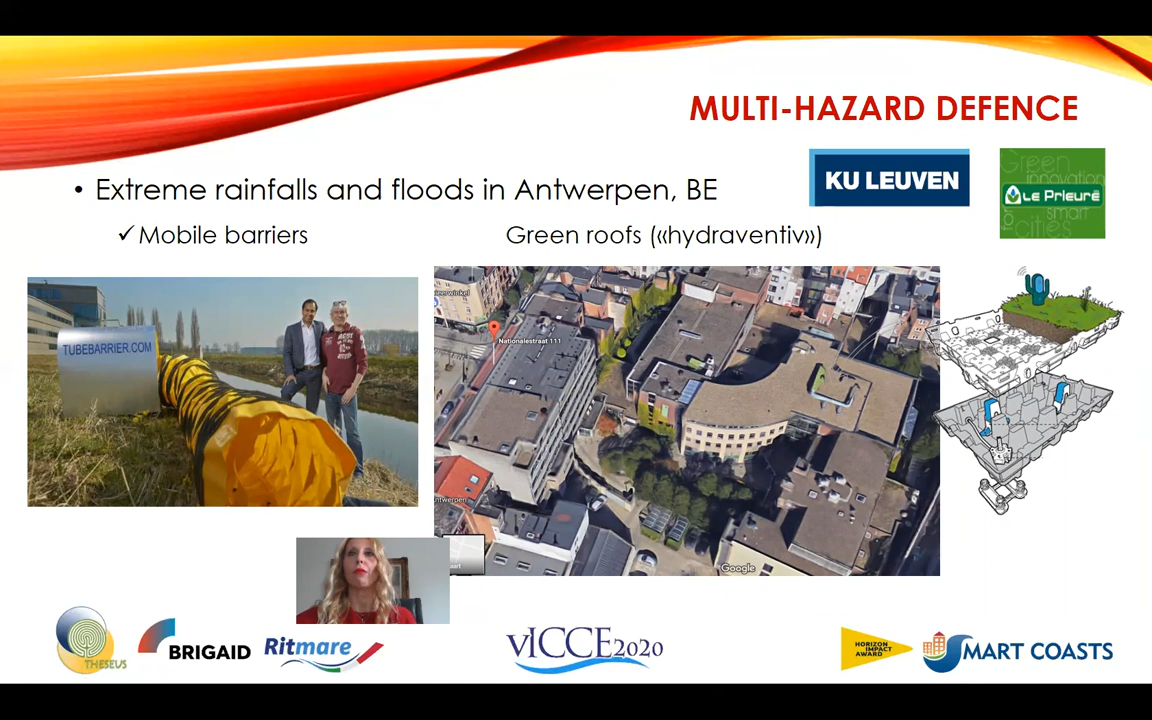 MULTI-HAZARD DEFENCE
• Extreme rainfalls and floods in Antwerpen, BE
KU LEUVEN
Green
innovation
Le Prieuré
for smart
cities
✓Mobile barriers
Green roofs («hydraventiv»)
TUBEBARRIER.COM
Nationalestraat 111
Antwerpen
Google
THESEUS
BRIGAID
Ritmare
vICCE2020
HORIZON
IMPACT
AWARD
SMART COASTS